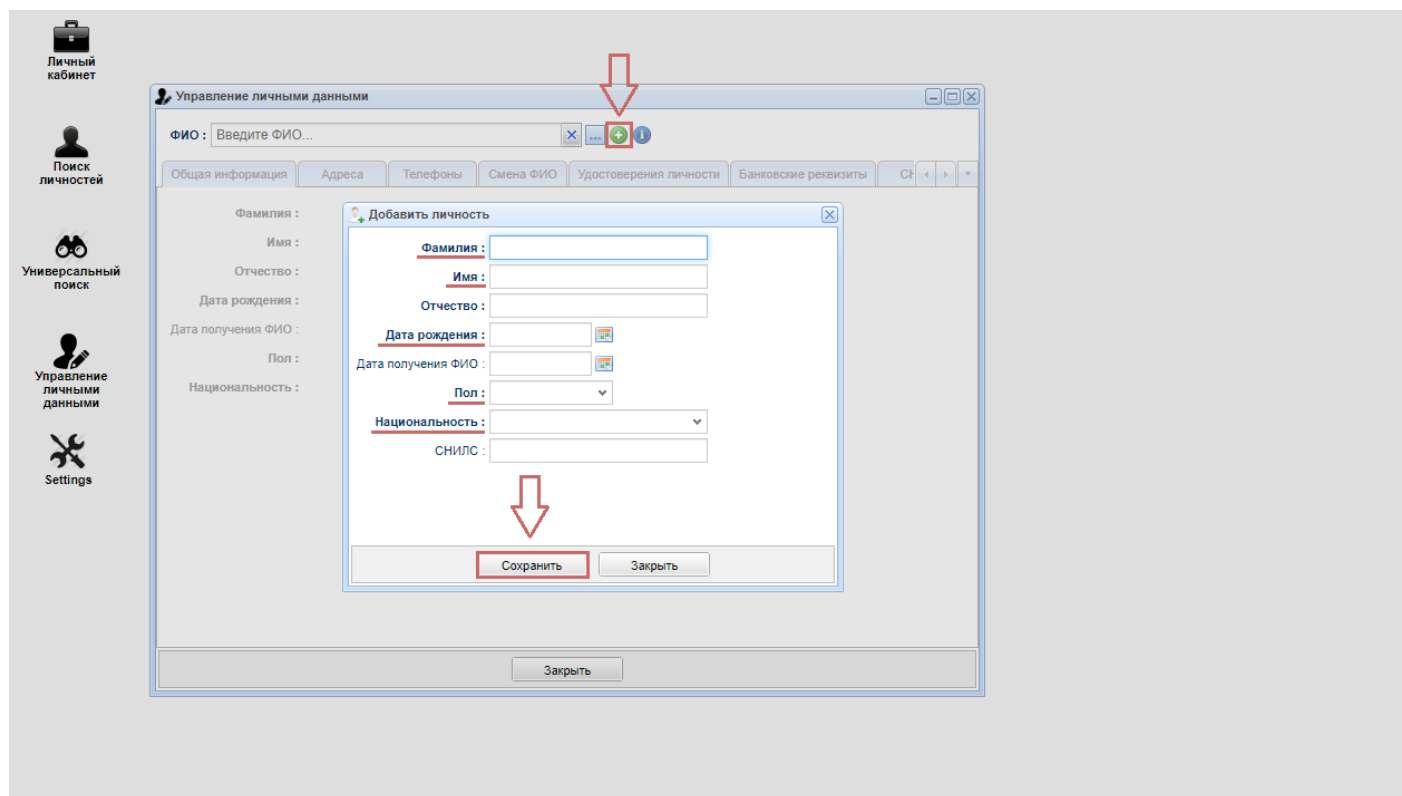 Личный
кабинет
Поиск
личностей
Универсальный
поиск
Управление
личными
данными
Settings
Управление личными данными
ФИО : Введите ФИО... ...
Общая информация Адреса Телефоны Смена ФИО Удостоверения личности Банковские реквизиты
Фамилия :
Имя :
Отчество :
Дата рождения :
Дата получения ФИО :
Пол :
Национальность :
Добавить личность
Фамилия :
Имя :
Отчество :
Дата рождения :
Дата получения ФИО :
Пол :
Национальность :
СНИЛС :
Сохранить Закрыть
Закрыть